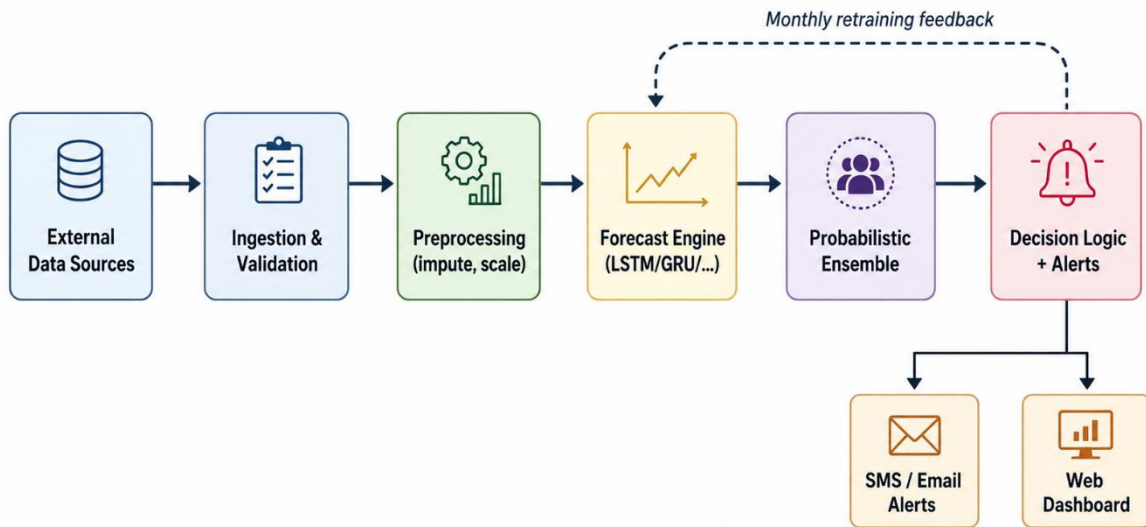 Monthly retraining feedback
External
Data Sources
Ingestion &
Validation
Preprocessing
(impute, scale)
Forecast Engine
(LSTM/GRU/...)
Probabilistic
Ensemble
Decision Logic
+ Alerts
SMS / Email
Alerts
Web
Dashboard